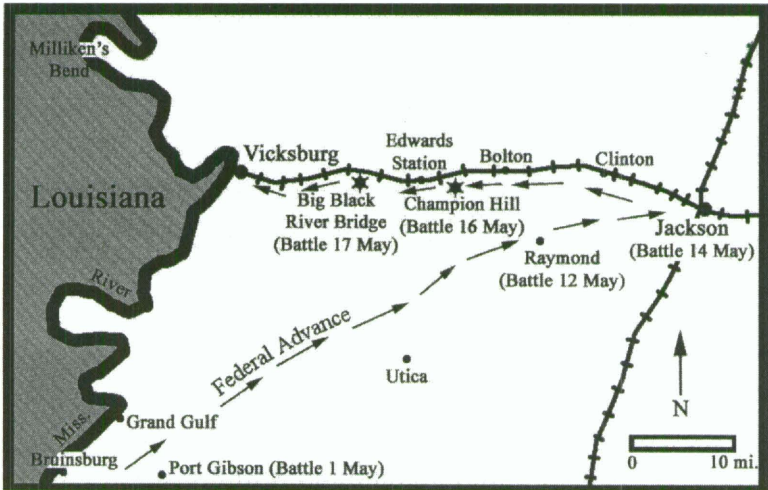 Milliken's
Bend
Vicksburg
Edwards
Station
Bolton
Clinton
Louisiana
Big Black
River Bridge
(Battle 17 May)
Champion Hill
(Battle 16 May)
Jackson
(Battle 14 May)
Raymond
(Battle 12 May)
River
Federal Advance
Utica
Miss.
Grand Gulf
N
Bruinsburg
Port Gibson (Battle 1 May)
0 10 mi.